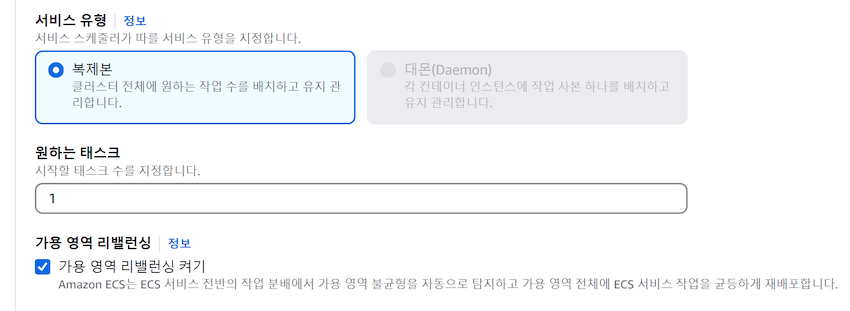 서비스 유형 정보
서비스 스케줄러가 따를 서비스 유형을 지정합니다.
복제본
클러스터 전체에 원하는 작업 수를 배치하고 유지 관
리합니다.
대몬(Daemon)
각 컨테이너 인스턴스에 작업 사본 하나를 배치하고
유지 관리합니다.
원하는 태스크
시작할 태스크 수를 지정합니다.
1
가용 영역 리밸런싱 정보
가용 영역 리밸런싱 켜기
Amazon ECS는 ECS 서비스 전반의 작업 분배에서 가용 영역 불균형을 자동으로 탐지하고 가용 영역 전체에 ECS 서비스 작업을 균등하게 재배포합니다.